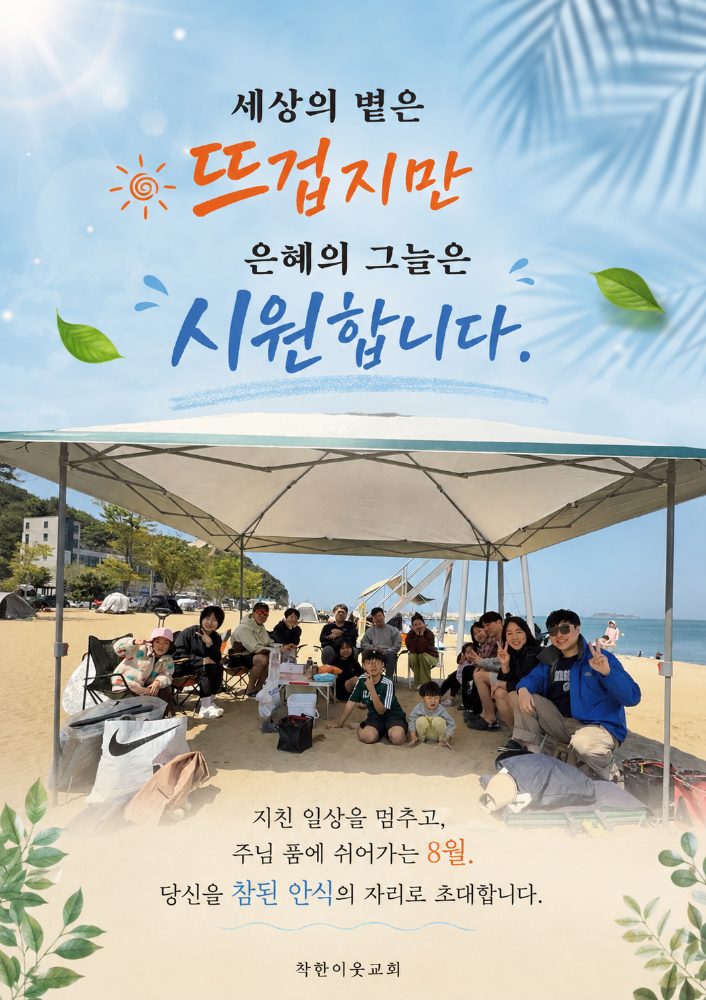 세상의 볕은
뜨겁지만
은혜의 그늘은
시원합니다.
지친 일상을 멈추고,
주님 품에 쉬어가는 8월.
당신을 참된 안식의 자리로 초대합니다.
착한이웃교회